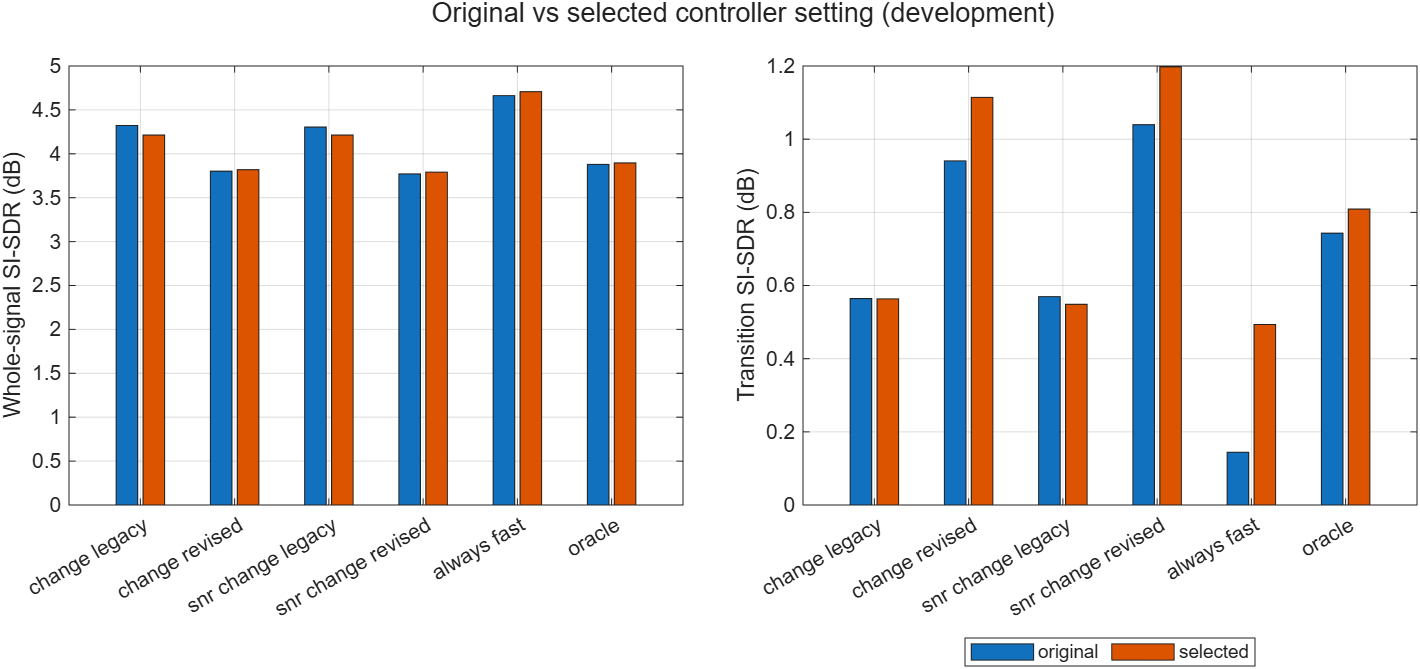 Original vs selected controller setting (development)
Whole-signal SI-SDR (dB)
5
4.5
4
3.5
3
2.5
2
1.5
1
0.5
0
change legacy
change revised
snr change legacy
snr change revised
always fast
oracle
Transition SI-SDR (dB)
1.2
1
0.8
0.6
0.4
0.2
0
change legacy
change revised
snr change legacy
snr change revised
always fast
oracle
original
selected